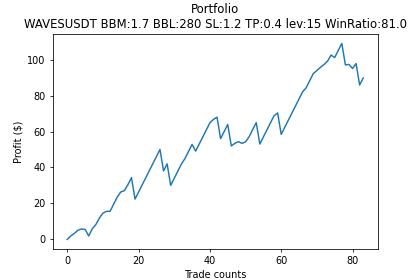 Portfolio
WAVESUSDT BBM:1.7 BBL:280 SL:1.2 TP:0.4 lev:15 WinRatio:81.0
Profit ($)
100
80
60
40
20
0
0 20 40 60 80
Trade counts